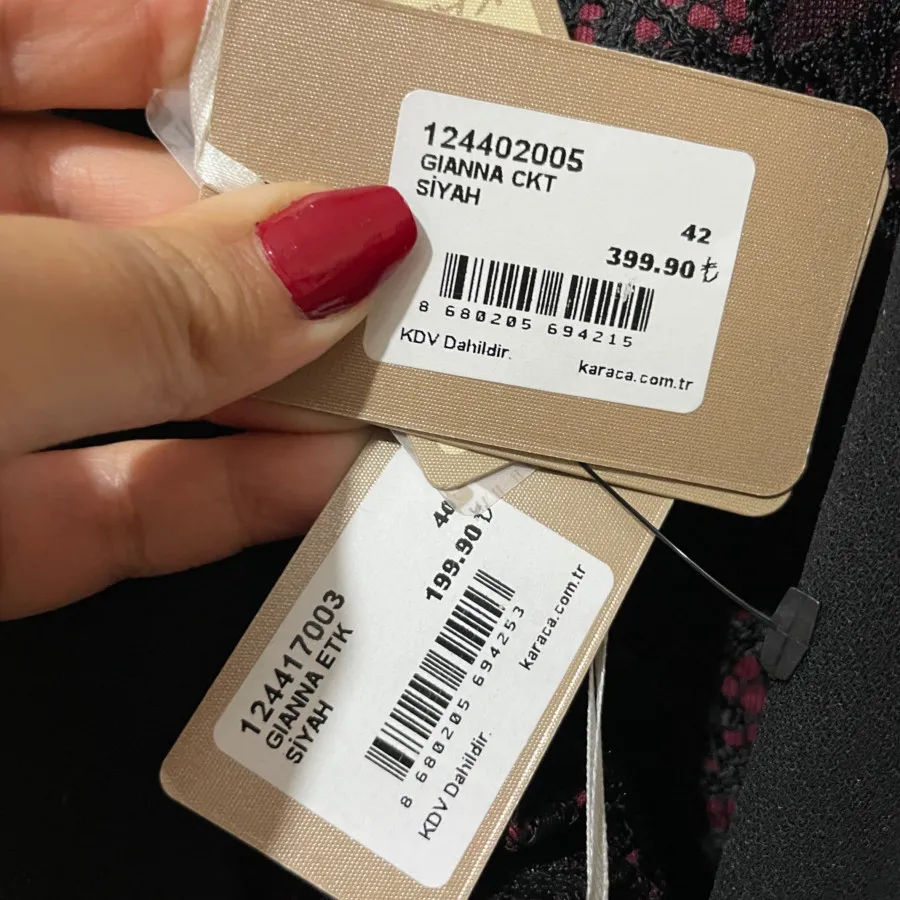 124402005
GIANNA CKT
SİYAH
42
399.90 ₺
8 680205 694215
KDV Dahildir.
karaca.com.tr
124417003
GIANNA ETK
SİYAH
40
199.90 ₺
8 680205 694253
KDV Dahildir.
karaca.com.tr